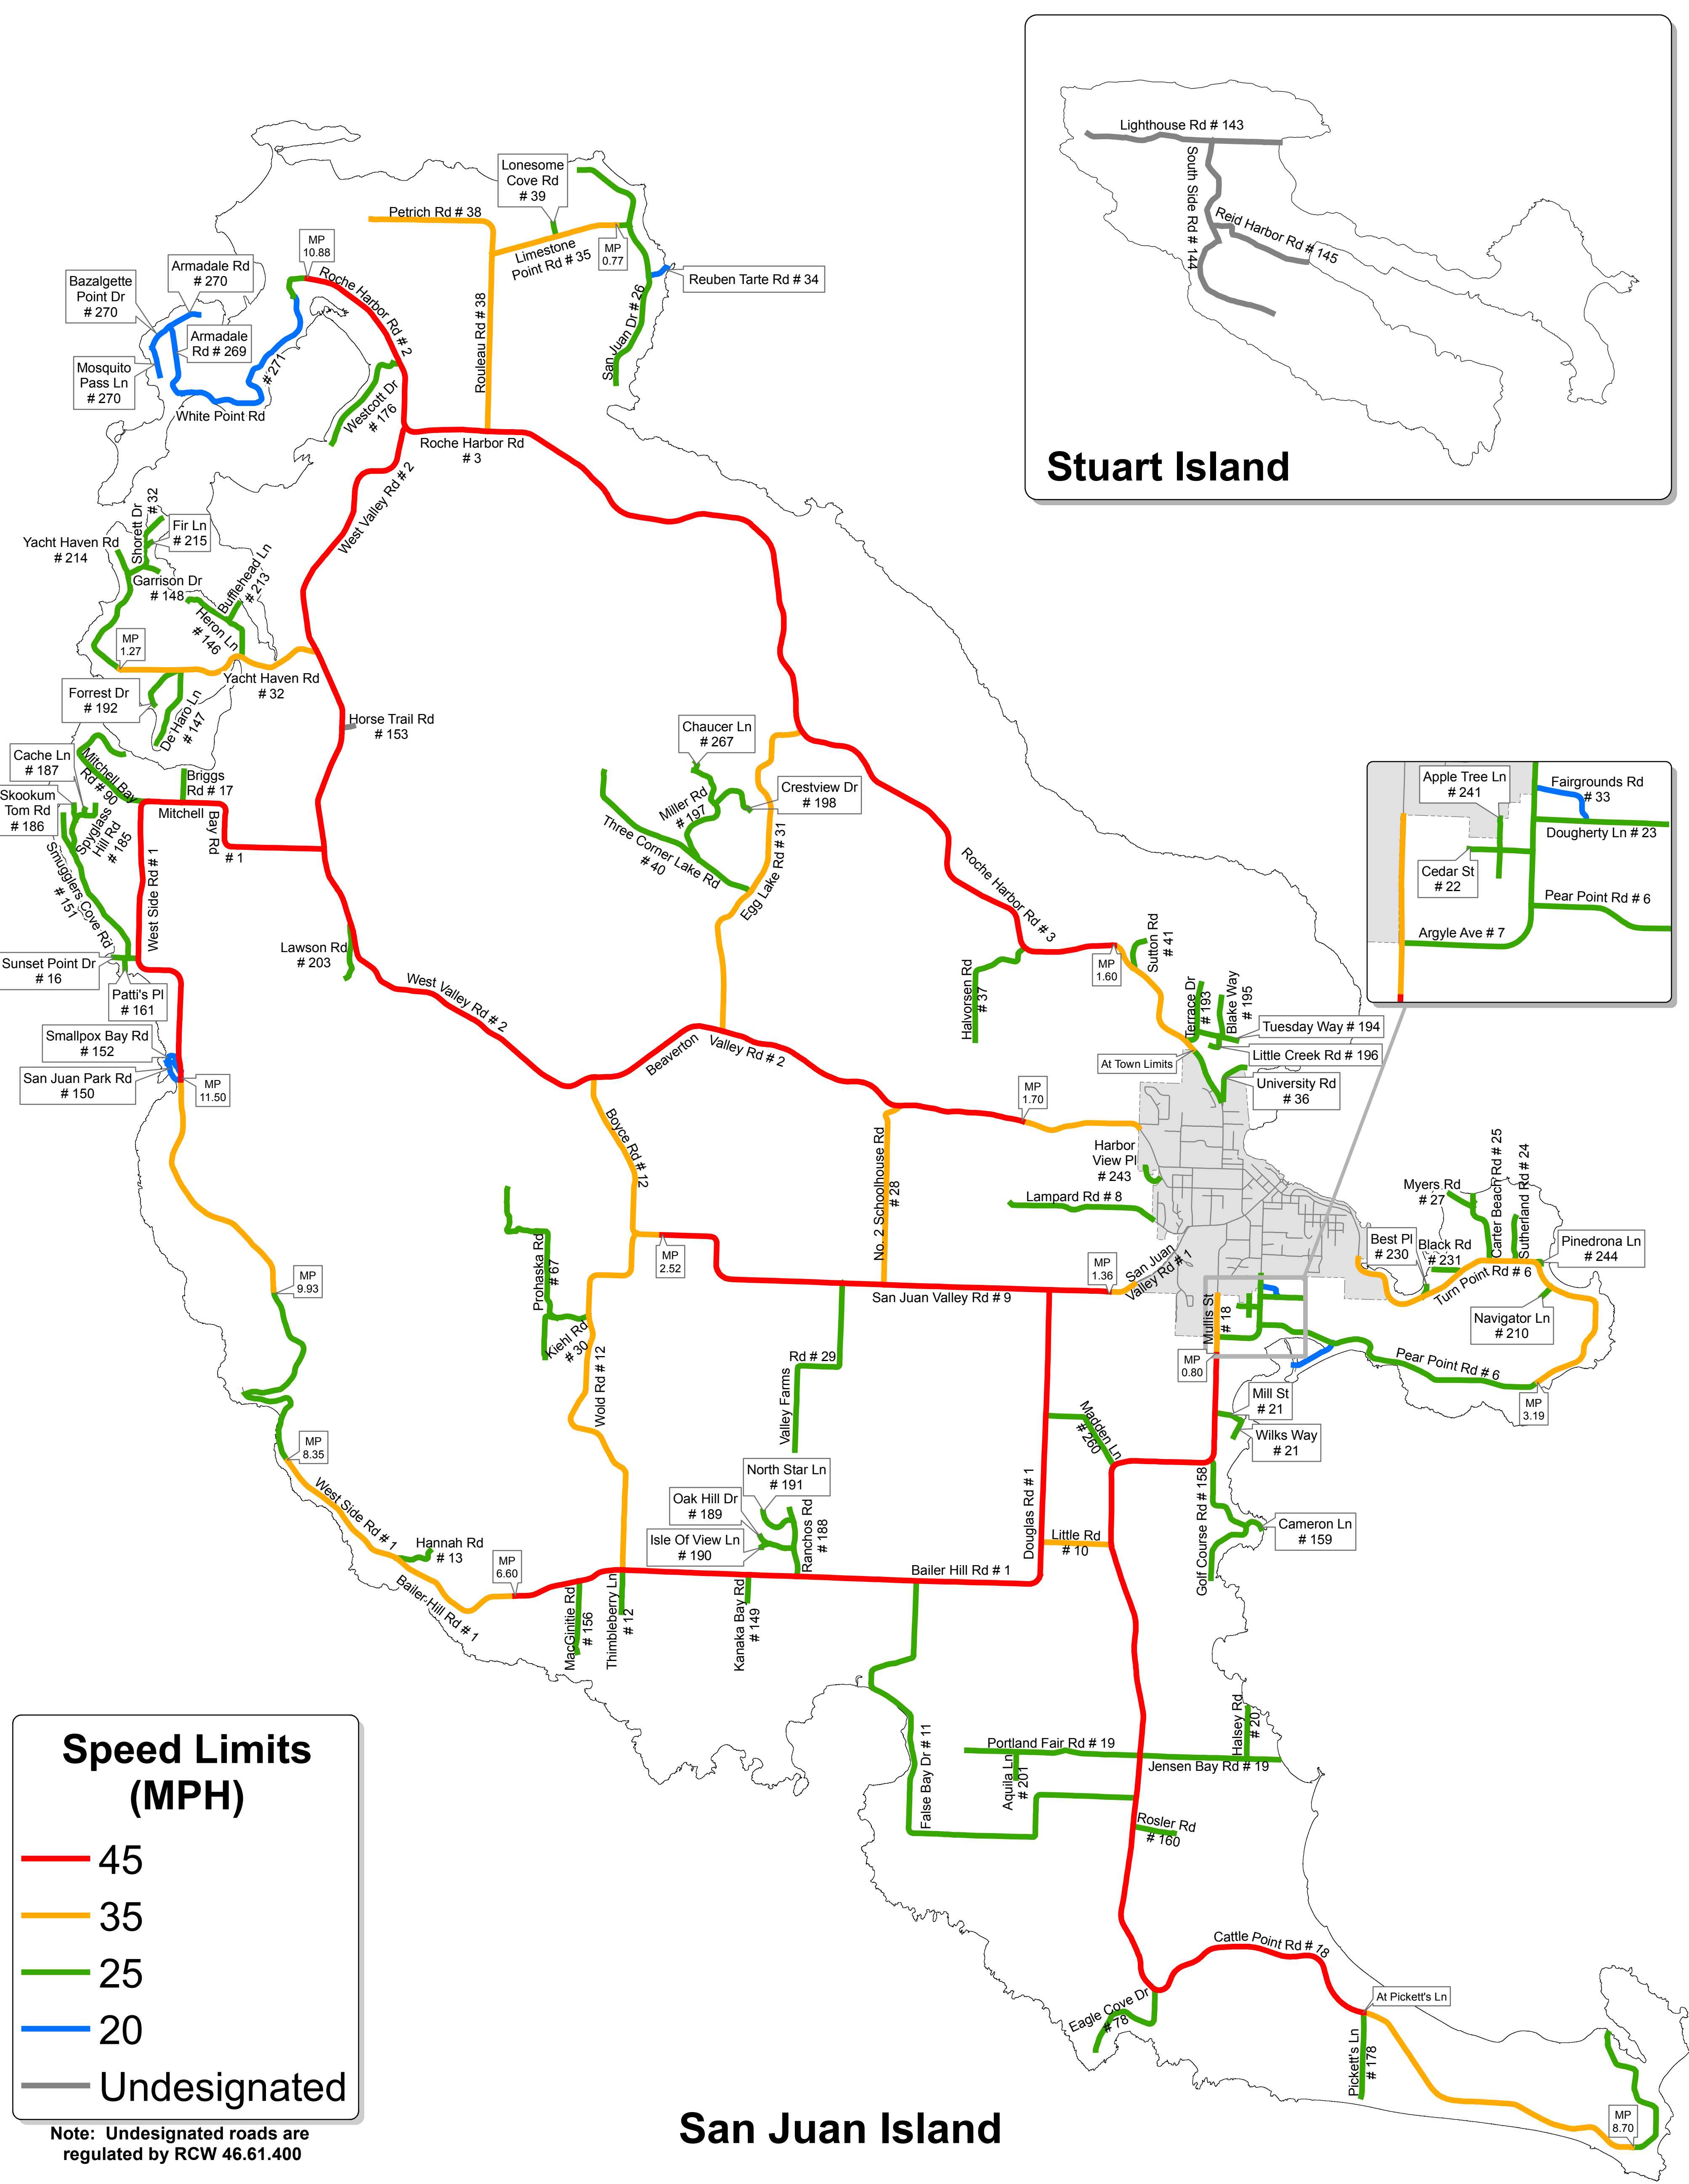 Lighthouse Rd # 143
South Side Rd # 144
Reid Harbor Rd # 145
Stuart Island
Lonesome
Cove Rd
# 39
Petrich Rd # 38
Limestone
Point Rd # 35
MP
0.77
Reuben Tarte Rd # 34
San Juan Dr # 26
Rouleau Rd # 38
MP
10.88
Roche Harbor Rd # 2
Armadale Rd
# 270
Bazalgette
Point Dr
# 270
Armadale
Rd # 269
Mosquito
Pass Ln
# 270
# 271
White Point Rd
Westcott Dr
# 176
Roche Harbor Rd
# 3
West Valley Rd # 2
Shorett Dr
# 32
Fir Ln
# 215
Yacht Haven Rd
# 214
Garrison Dr
# 148
Bufflehead Ln
# 213
Heron Ln
# 146
MP
1.27
Yacht Haven Rd
# 32
Forrest Dr
# 192
De Haro Ln
# 147
Horse Trail Rd
# 153
Cache Ln
# 187
Mitchell Bay
Rd # 90
Briggs
Rd # 17
Skookum
Tom Rd
# 186
Spyglass
Hill Rd
# 185
Mitchell
Bay Rd
# 1
Smugglers Cove Rd
# 151
West Side Rd # 1
Sunset Point Dr
# 16
Patti's Pl
# 161
Lawson Rd
# 203
West Valley Rd # 2
Smallpox Bay Rd
# 152
San Juan Park Rd
# 150
MP
11.50
Chaucer Ln
# 267
Crestview Dr
# 198
Miller Rd
# 197
Three Corner Lake Rd
# 40
Egg Lake Rd # 31
Roche Harbor Rd # 3
Apple Tree Ln
# 241
Fairgrounds Rd
# 33
Dougherty Ln # 23
Cedar St
# 22
Pear Point Rd # 6
Argyle Ave # 7
Sutton Rd
# 41
MP
1.60
Halvorsen Rd
# 37
Terrace Dr
# 193
Blake Way
# 195
Tuesday Way # 194
Little Creek Rd # 196
At Town Limits
University Rd
# 36
Beaverton
Valley Rd # 2
MP
1.70
Boyce Rd # 12
No. 2 Schoolhouse Rd
# 28
Harbor
View Pl
# 243
Lampard Rd # 8
San Juan
Valley Rd # 1
MP
1.36
MP
2.52
San Juan Valley Rd # 9
Mullis St
# 18
MP
0.80
Myers Rd
# 27
Carter Beach Rd # 25
Sutherland Rd # 24
Best Pl
# 230
Black Rd
# 231
Pinedrona Ln
# 244
Turn Point Rd # 6
Navigator Ln
# 210
Pear Point Rd # 6
MP
3.19
MP
9.93
Prohaska Rd
# 67
Kiehl Rd
# 30
Wold Rd # 12
Rd # 29
Valley Farms
Mill St
# 21
Wilks Way
# 21
Madden Ln
# 260
MP
8.35
West Side Rd # 1
Hannah Rd
# 13
Bailer Hill Rd # 1
MP
6.60
North Star Ln
# 191
Oak Hill Dr
# 189
Isle Of View Ln
# 190
Ranchos Rd
# 188
Bailer Hill Rd # 1
Douglas Rd # 1
Little Rd
# 10
Golf Course Rd # 158
Cameron Ln
# 159
MacGinitie Rd
# 156
Thimbleberry Ln
# 12
Kanaka Bay Rd
# 149
False Bay Dr # 11
Portland Fair Rd # 19
Aquila Ln
# 201
Halsey Rd
# 20
Jensen Bay Rd # 19
Rosler Rd
# 160
Cattle Point Rd # 18
Eagle Cove Dr
# 78
At Pickett's Ln
Pickett's Ln
# 178
MP
8.70
Speed Limits
(MPH)
45
35
25
20
Undesignated
Note: Undesignated roads are
regulated by RCW 46.61.400
San Juan Island